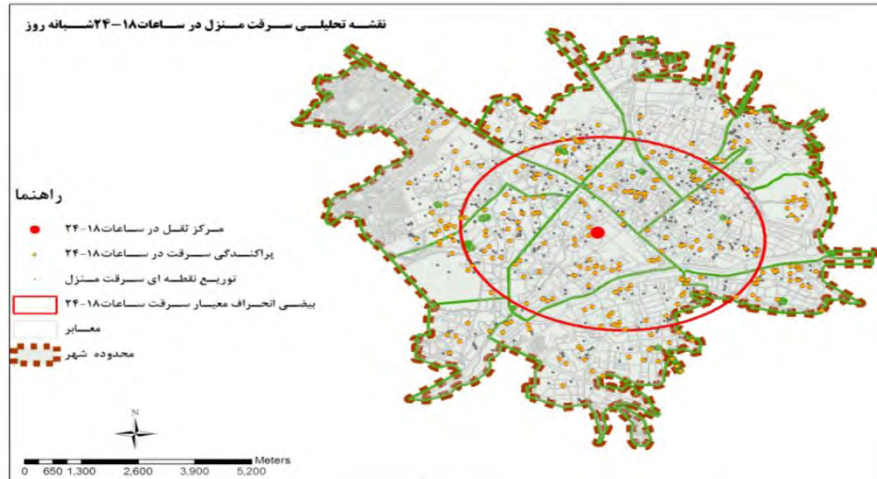 نقشه تحلیلی سرقت منزل در ساعات ۱۸-۲۴ شبانه روز
راهنما
مرکز ثقل در ساعات ۱۸-۲۴
پراکندگی سرقت در ساعات ۱۸-۲۴
توزیع نقطه ای سرقت منزل
بیضی انحراف معیار سرقت ساعات ۱۸-۲۴
معابر
محدوده شهر
N
Meters
0 650 1,300 2,600 3,900 5,200